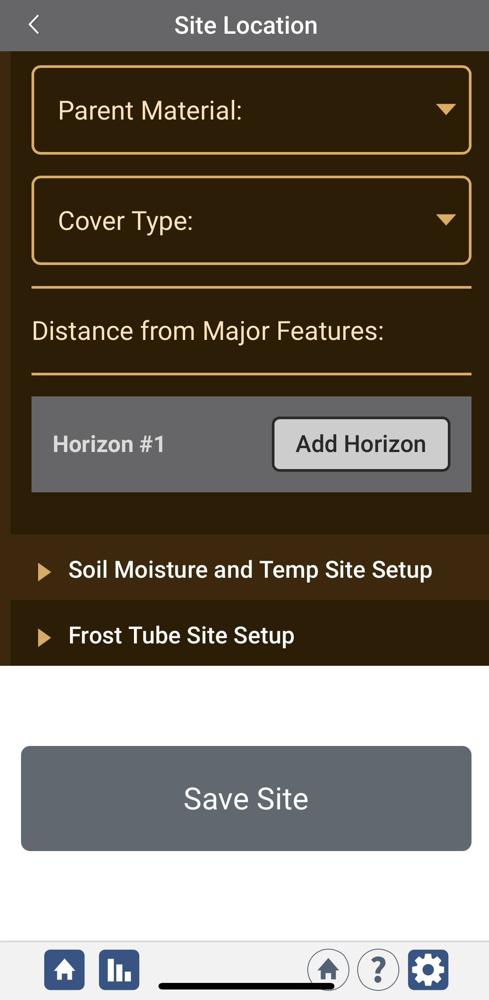 Site Location
Parent Material:
Cover Type:
Distance from Major Features:
Horizon #1
Add Horizon
Soil Moisture and Temp Site Setup
Frost Tube Site Setup
Save Site
?